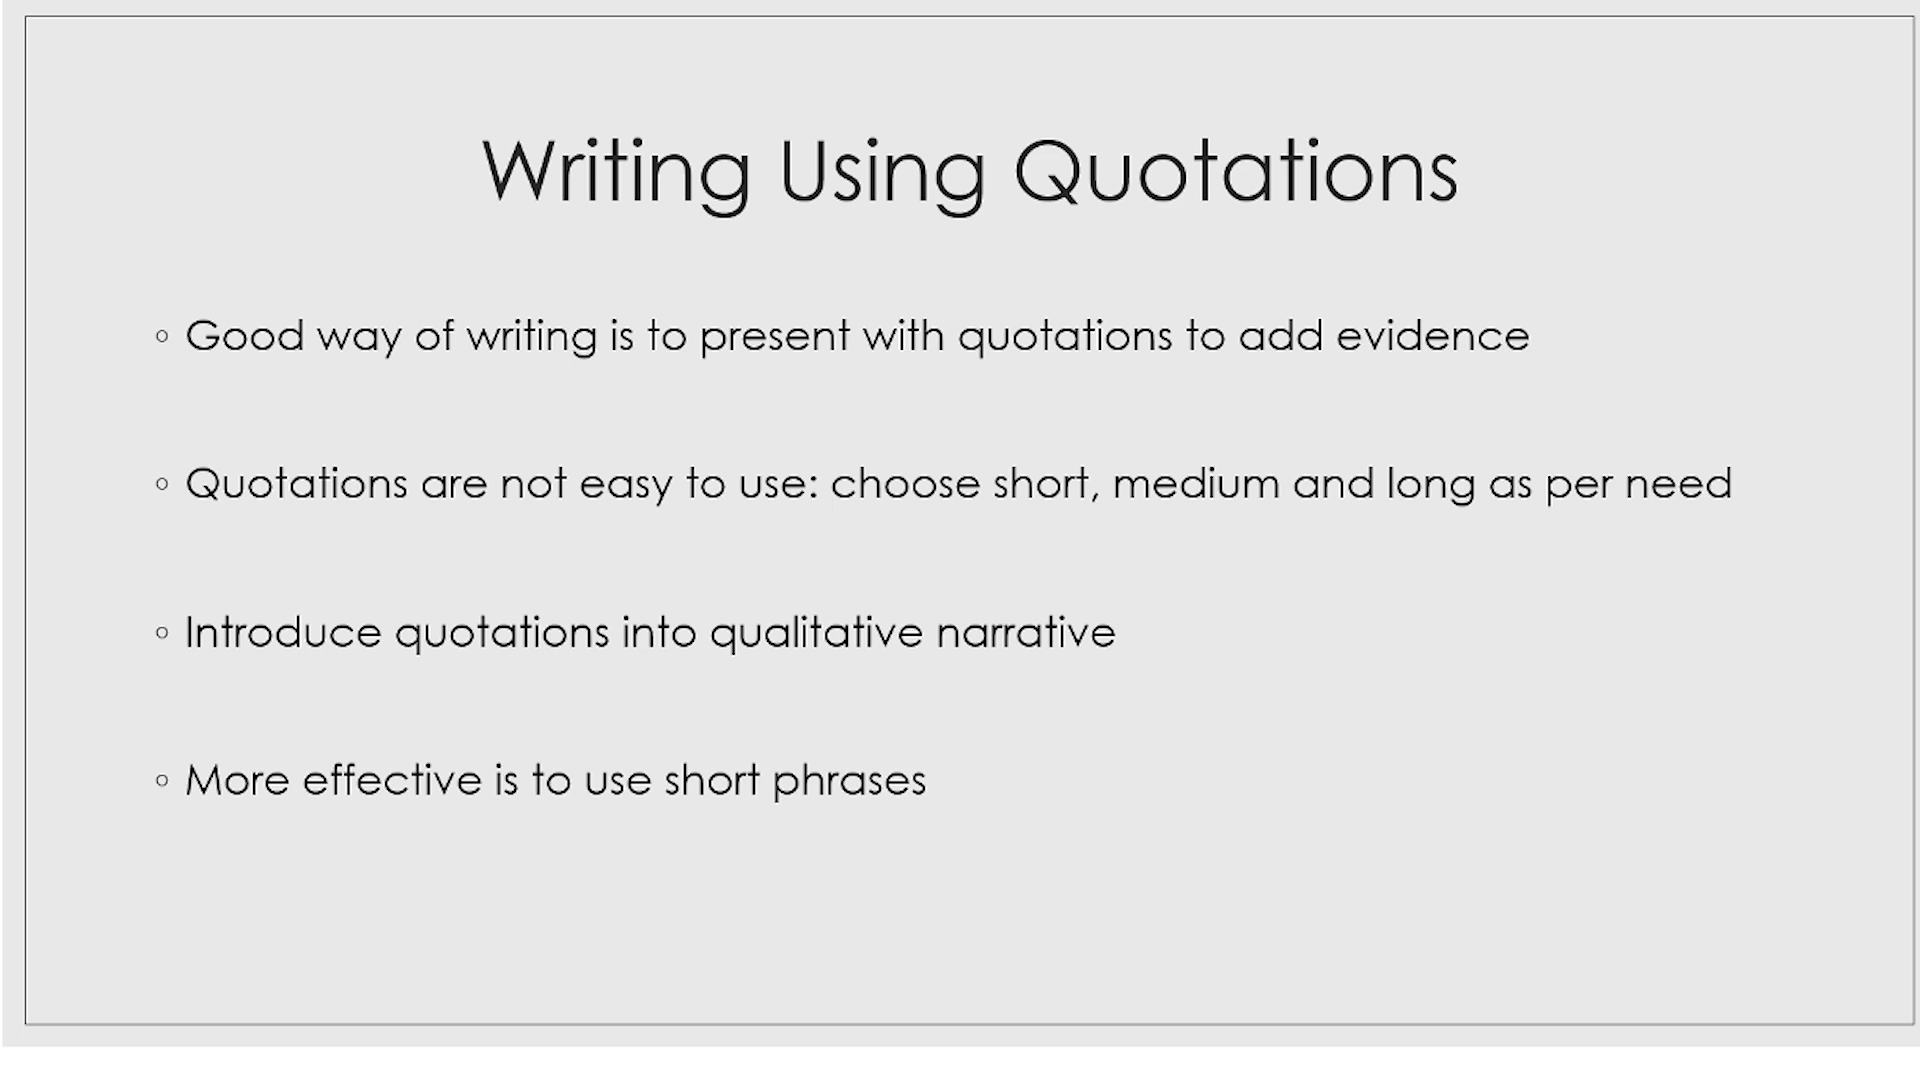 Writing Using Quotations
◦ Good way of writing is to present with quotations to add evidence
◦ Quotations are not easy to use: choose short, medium and long as per need
◦ Introduce quotations into qualitative narrative
◦ More effective is to use short phrases